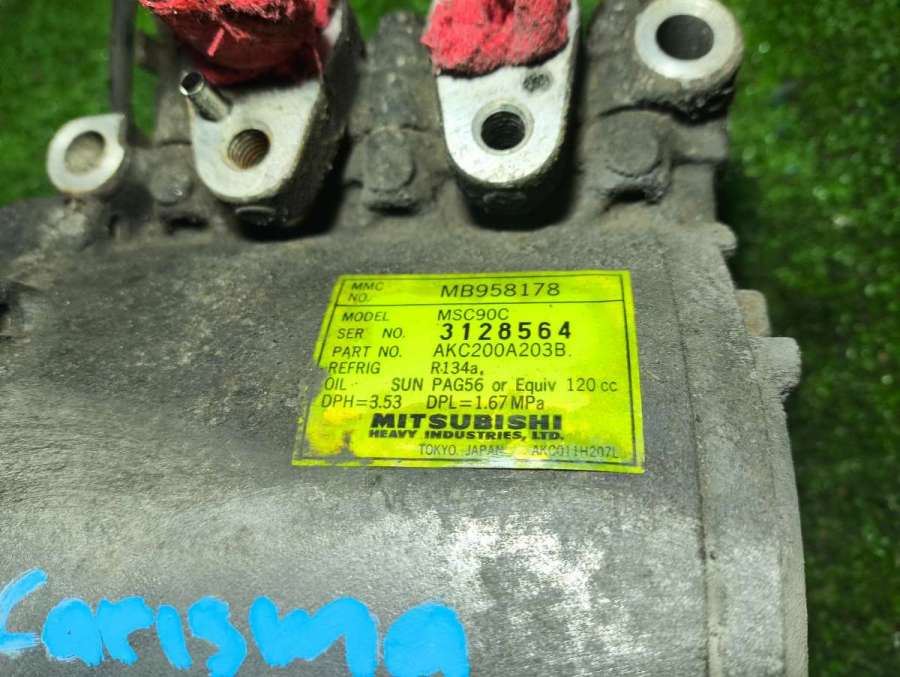 MMC NO. MB958178
MODEL MSC90C
SER NO. 3128564
PART NO. AKC200A203B.
REFRIG R134a,
OIL SUN PAG56 or Equiv 120 cc
DPH=3.53 DPL=1.67 MPa
MITSUBISHI
HEAVY INDUSTRIES, LTD.
TOKYO, JAPAN AKC011H207L
Carisma